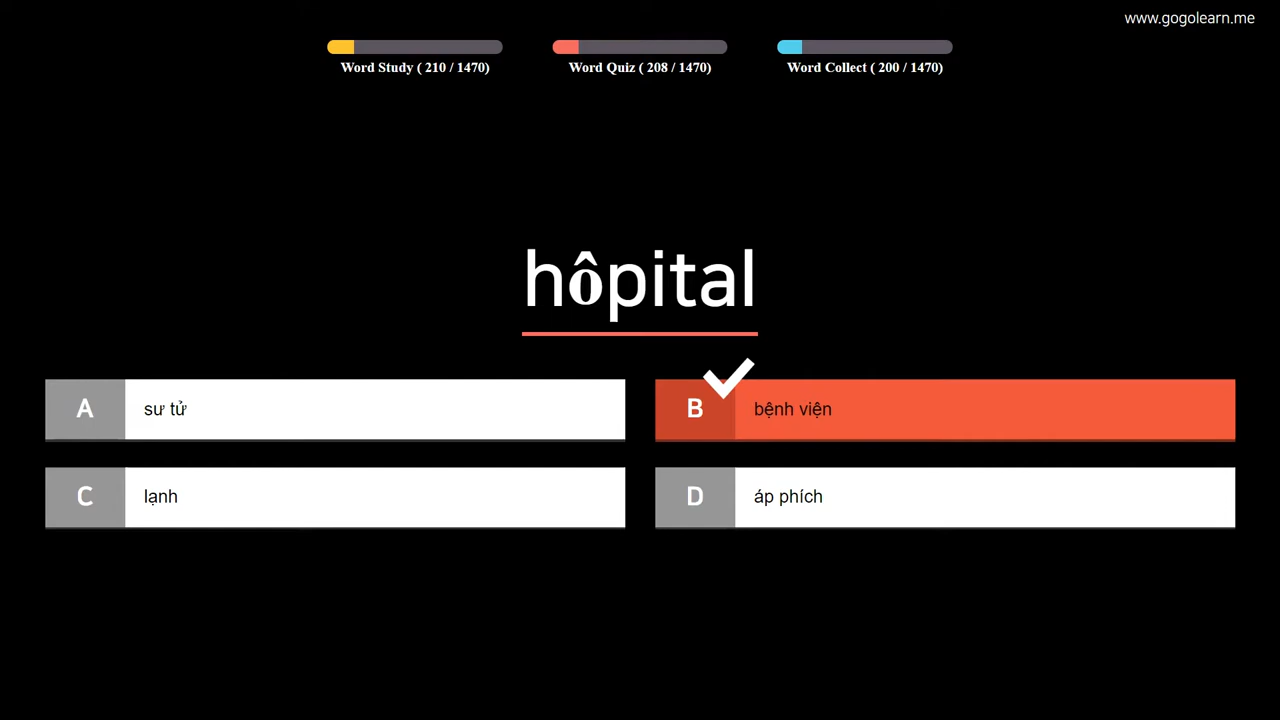 www.gogolearn.me
Word Study ( 210 / 1470)
Word Quiz ( 208 / 1470)
Word Collect ( 200 / 1470)
hôpital
A sư tử
B bệnh viện
C lạnh
D áp phích